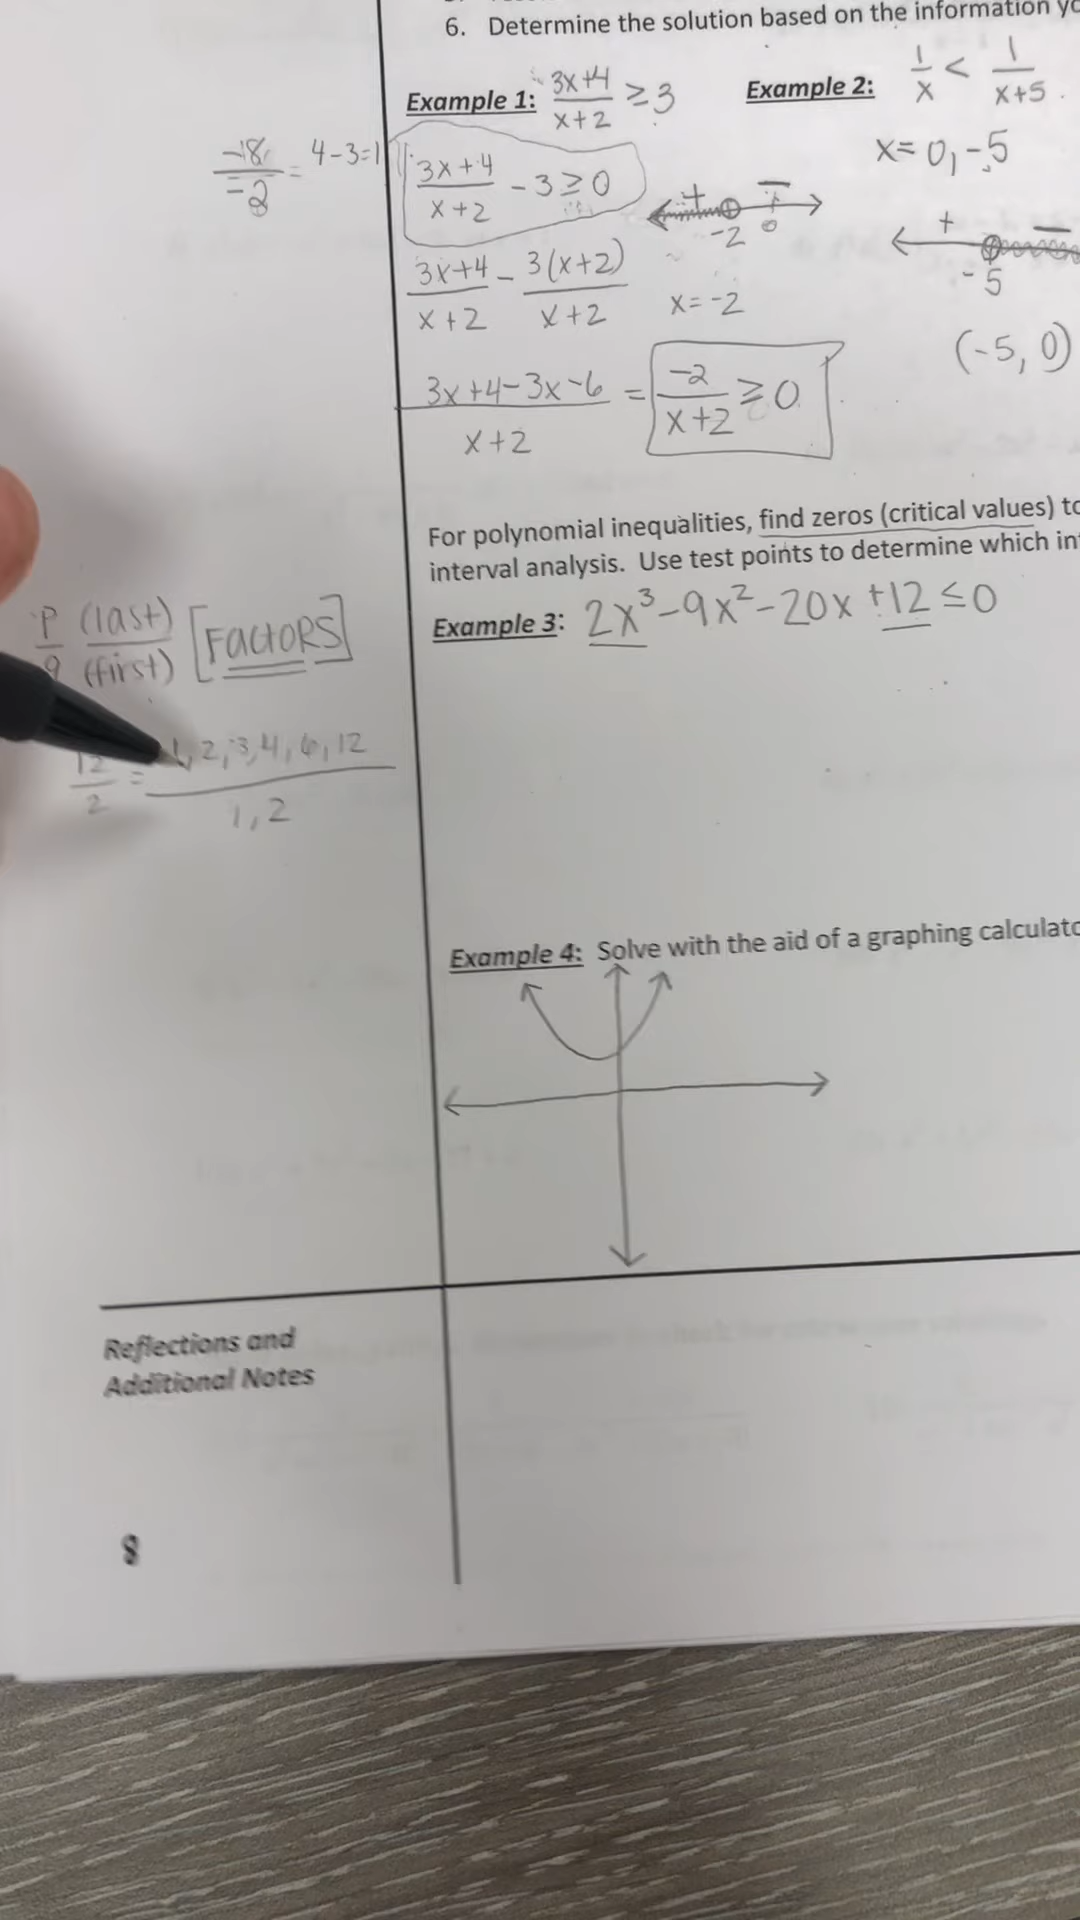 6. Determine the solution based on the information
Example 1: 3x+4/x+2 ≥ 3
Example 2: 1/x < 1/x+5
-18/-2 = 4-3=1
3x+4/x+2 - 3 ≥ 0
+ -
-2 0
x= 0, -5
+ -
-5
3x+4/x+2 - 3(x+2)/x+2
x= -2
(-5, 0)
3x+4-3x-6/x+2 = -2/x+2 ≥ 0
For polynomial inequalities, find zeros (critical values)
interval analysis. Use test points to determine which
Example 3: 2x³-9x²-20x+12 ≤ 0
P/q (last)/(first) [FactoRS]
12/2 = 1, 2, 3, 4, 6, 12/1, 2
Example 4: Solve with the aid of a graphing
Reflections and
Additional Notes
8